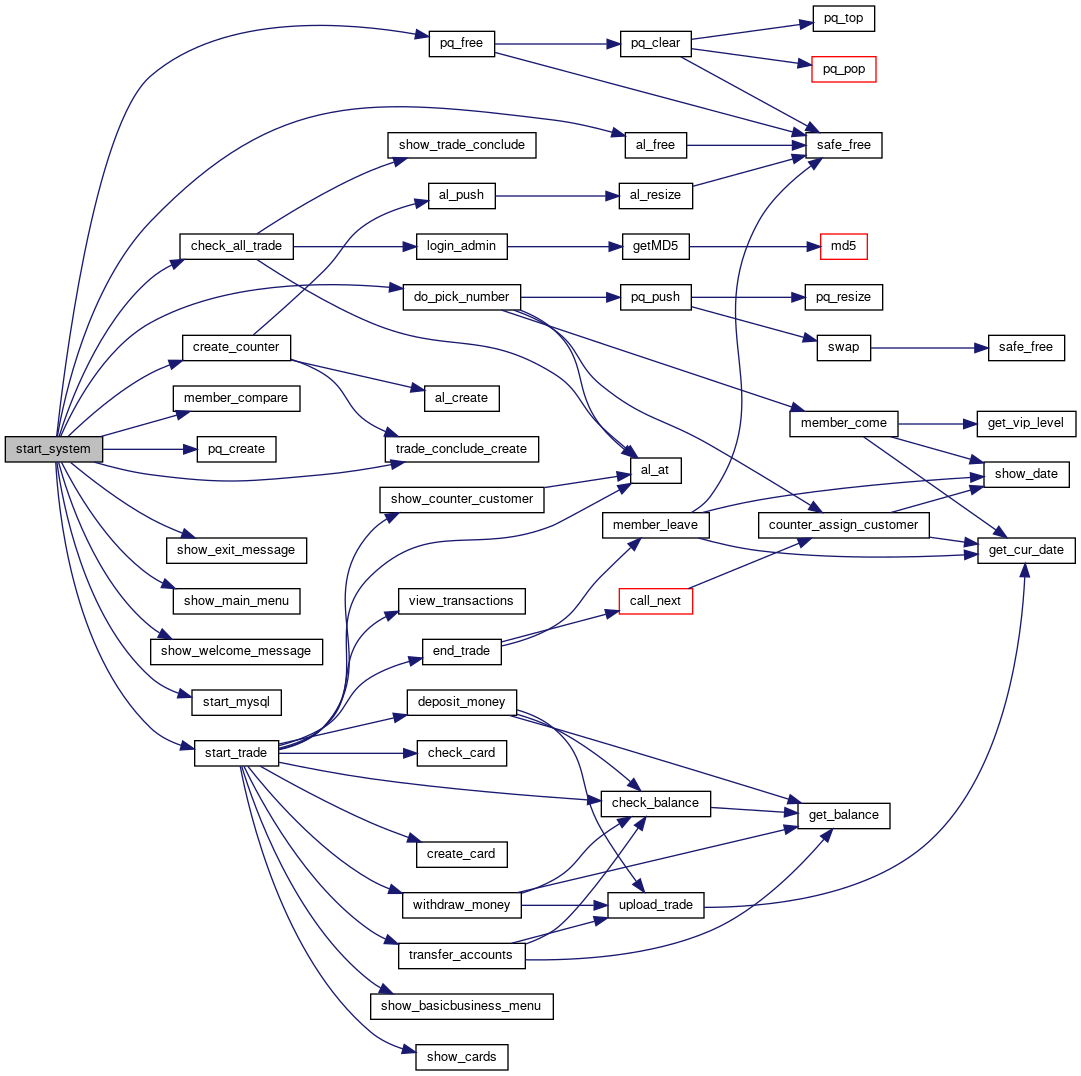 pq_top
pq_free
pq_clear
pq_pop
show_trade_conclude
al_free
safe_free
al_push
al_resize
check_all_trade
login_admin
getMD5
md5
do_pick_number
pq_push
pq_resize
create_counter
swap
safe_free
member_compare
al_create
member_come
get_vip_level
start_system
pq_create
trade_conclude_create
al_at
show_date
show_counter_customer
member_leave
counter_assign_customer
show_exit_message
get_cur_date
show_main_menu
view_transactions
call_next
show_welcome_message
end_trade
start_mysql
deposit_money
start_trade
check_card
check_balance
get_balance
create_card
withdraw_money
upload_trade
transfer_accounts
show_basicbusiness_menu
show_cards